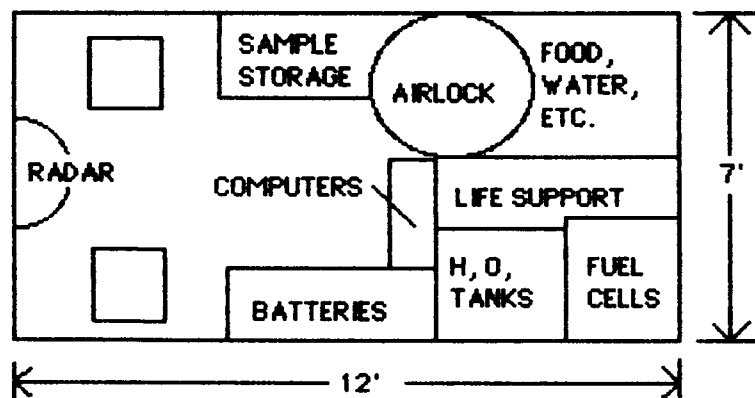 SAMPLE
STORAGE
AIRLOCK
FOOD,
WATER,
ETC.
RADAR
COMPUTERS
LIFE SUPPORT
7'
H, O,
TANKS
FUEL
CELLS
BATTERIES
12'